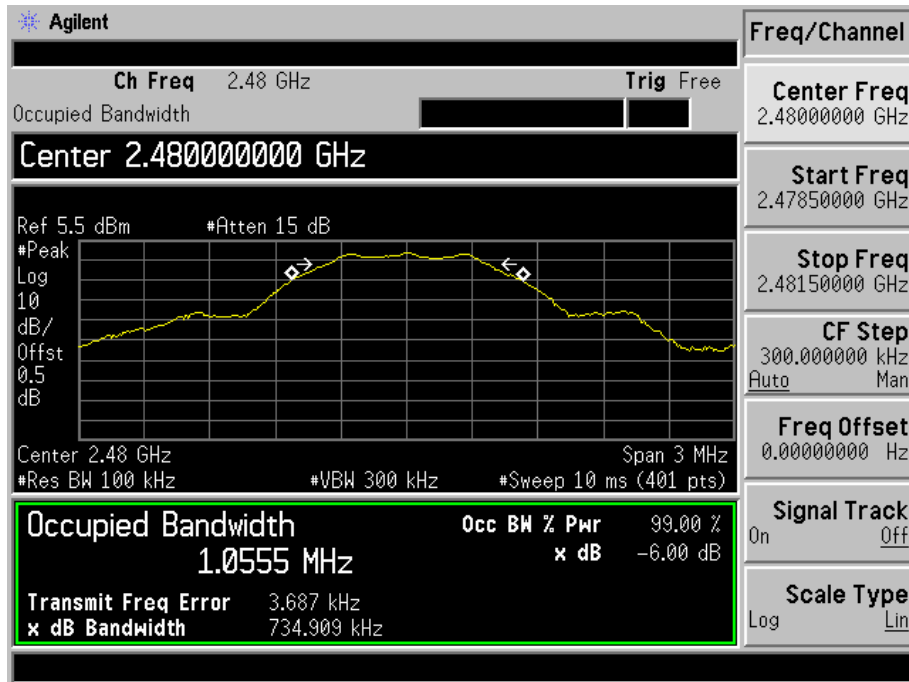 Agilent
Ch Freq 2.48 GHz Trig Free
Occupied Bandwidth
Center 2.480000000 GHz
Ref 5.5 dBm #Atten 15 dB
#Peak
Log
10
dB/
Offst
0.5
dB
Center 2.48 GHz Span 3 MHz
#Res BW 100 kHz #VBW 300 kHz #Sweep 10 ms (401 pts)
Occupied Bandwidth
1.0555 MHz
Occ BW % Pwr 99.00 %
x dB -6.00 dB
Transmit Freq Error 3.687 kHz
x dB Bandwidth 734.909 kHz
Freq/Channel
Center Freq
2.48000000 GHz
Start Freq
2.47850000 GHz
Stop Freq
2.48150000 GHz
CF Step
300.000000 kHz
Auto Man
Freq Offset
0.00000000 Hz
Signal Track
On Off
Scale Type
Log Lin